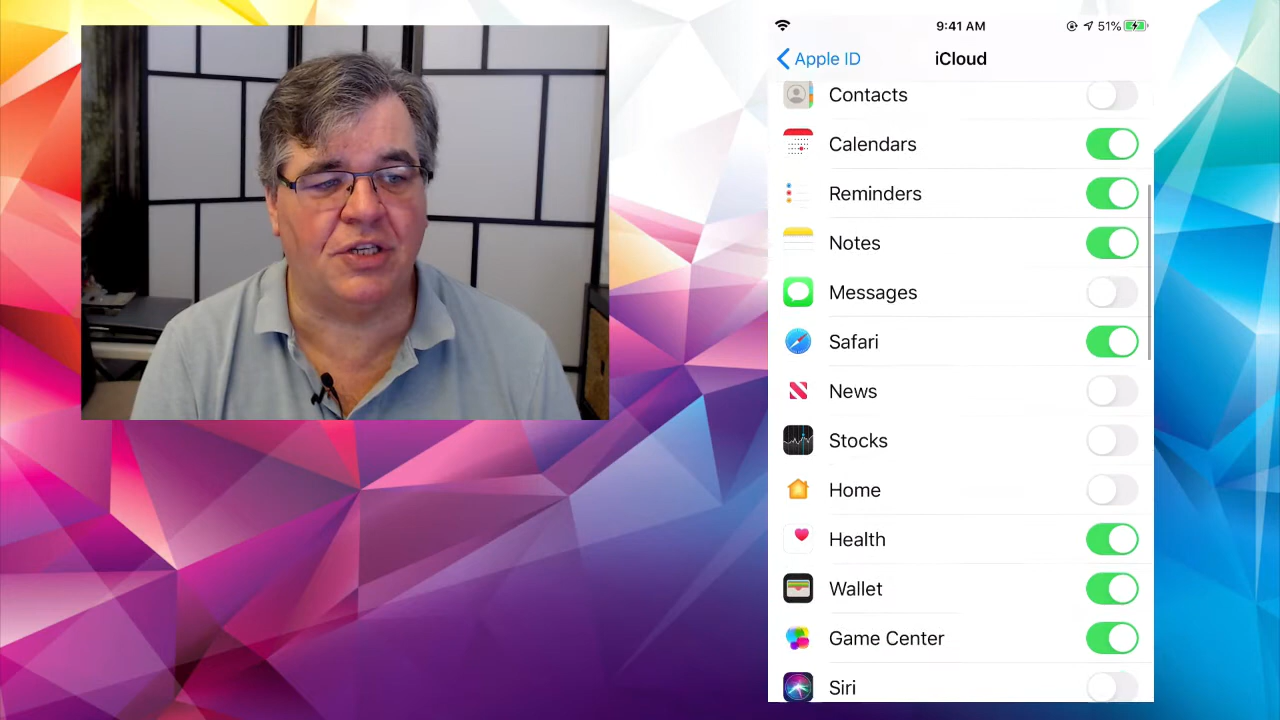 9:41 AM
51%
Apple ID
iCloud
Contacts
Calendars
Reminders
Notes
Messages
Safari
News
Stocks
Home
Health
Wallet
Game Center
Siri